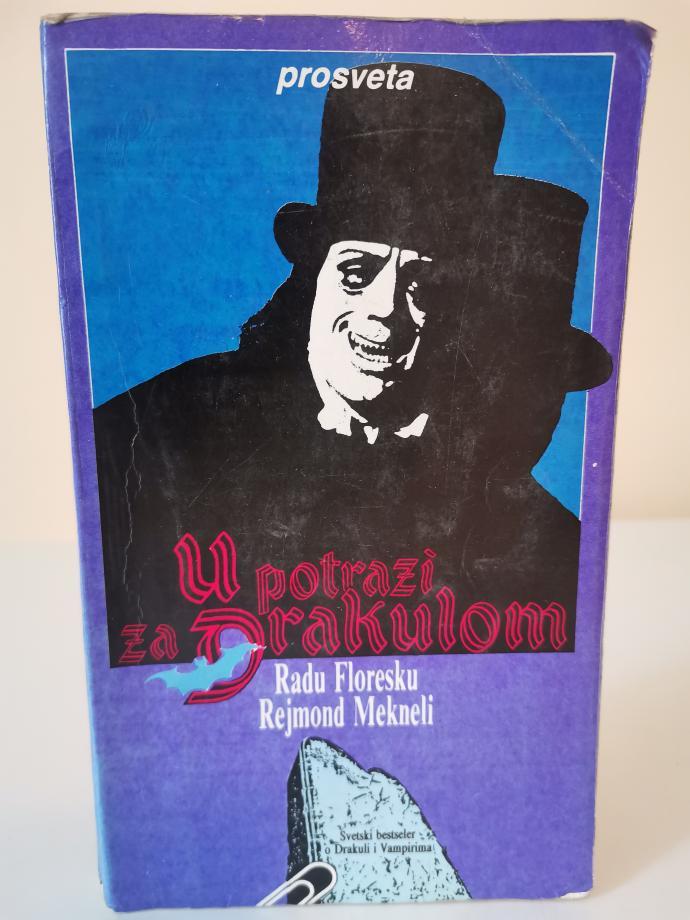 prosveta
U potrazi
za Drakulom
Radu Floresku
Rejmond Mekneli
Svetski bestseler
o Drakuli i Vampirima